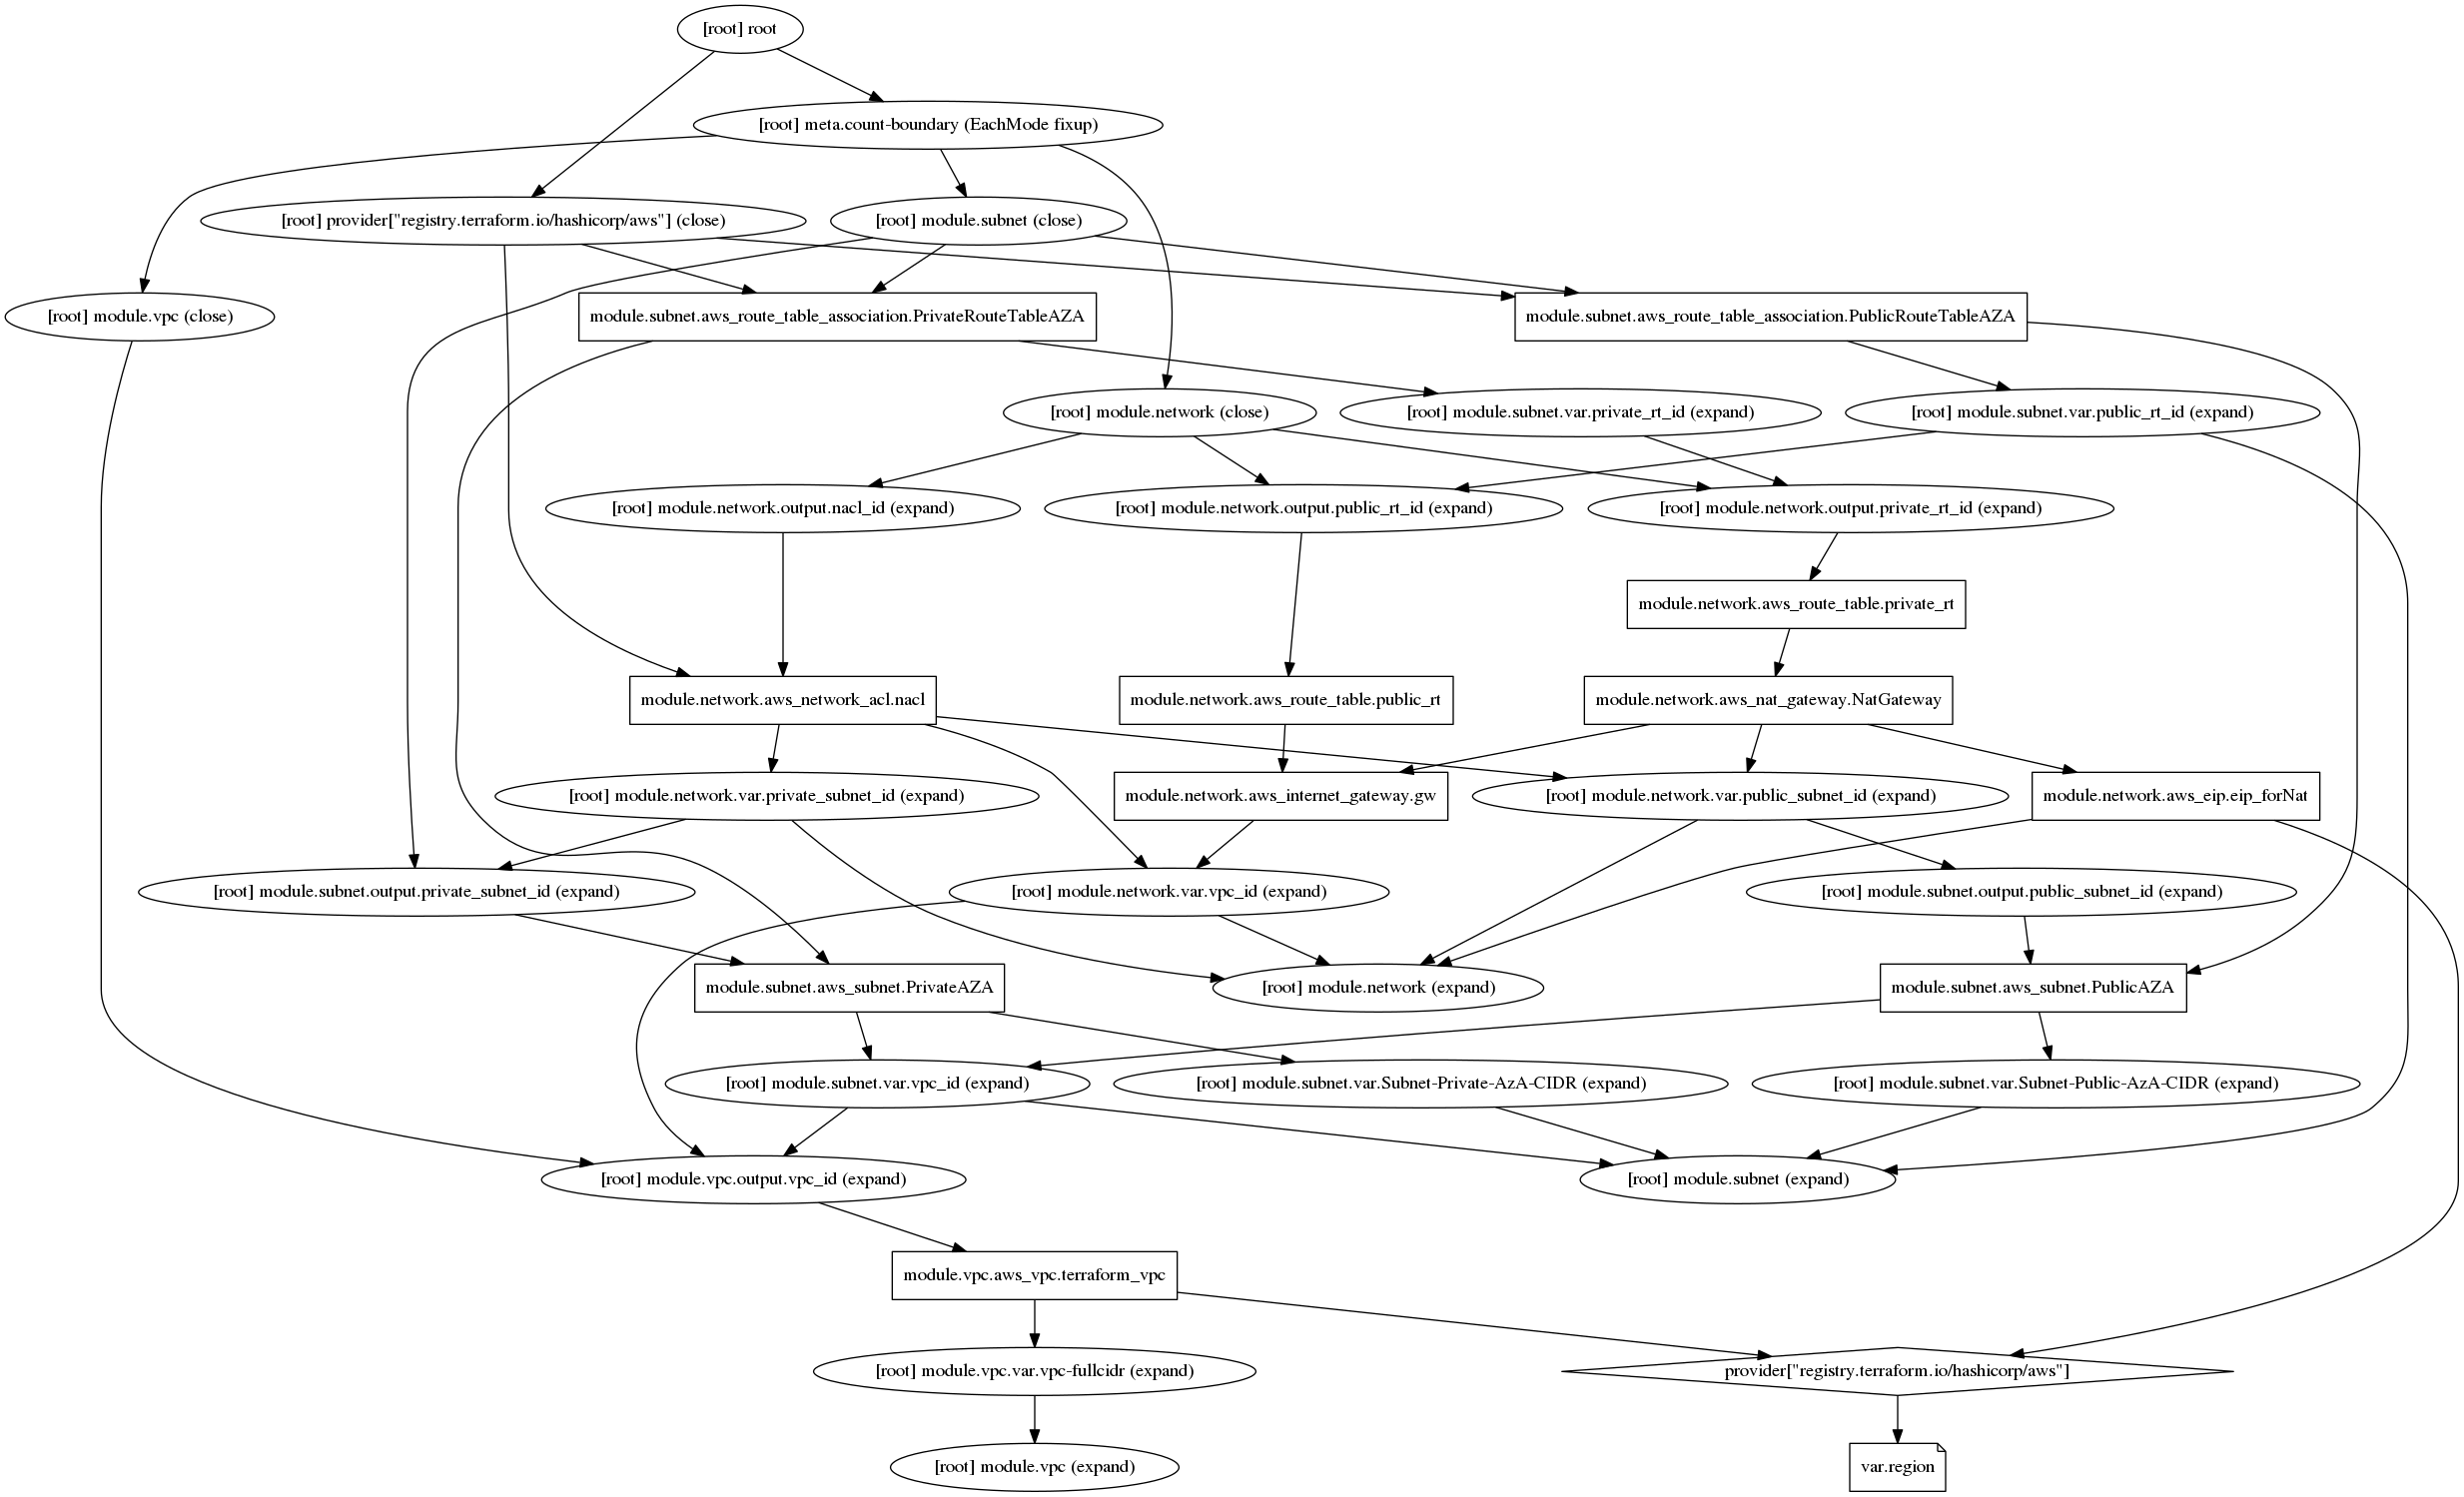 [root] root
[root] meta.count-boundary (EachMode fixup)
[root] provider["registry.terraform.io/hashicorp/aws"] (close)
[root] module.subnet (close)
[root] module.vpc (close)
module.subnet.aws_route_table_association.PrivateRouteTableAZA
module.subnet.aws_route_table_association.PublicRouteTableAZA
[root] module.network (close)
[root] module.subnet.var.private_rt_id (expand)
[root] module.subnet.var.public_rt_id (expand)
[root] module.network.output.nacl_id (expand)
[root] module.network.output.public_rt_id (expand)
[root] module.network.output.private_rt_id (expand)
module.network.aws_route_table.private_rt
module.network.aws_network_acl.nacl
module.network.aws_route_table.public_rt
module.network.aws_nat_gateway.NatGateway
[root] module.network.var.private_subnet_id (expand)
module.network.aws_internet_gateway.gw
[root] module.network.var.public_subnet_id (expand)
module.network.aws_eip.eip_forNat
[root] module.subnet.output.private_subnet_id (expand)
[root] module.network.var.vpc_id (expand)
[root] module.subnet.output.public_subnet_id (expand)
module.subnet.aws_subnet.PrivateAZA
[root] module.network (expand)
module.subnet.aws_subnet.PublicAZA
[root] module.subnet.var.vpc_id (expand)
[root] module.subnet.var.Subnet-Private-AzA-CIDR (expand)
[root] module.subnet.var.Subnet-Public-AzA-CIDR (expand)
[root] module.vpc.output.vpc_id (expand)
[root] module.subnet (expand)
module.vpc.aws_vpc.terraform_vpc
[root] module.vpc.var.vpc-fullcidr (expand)
provider["registry.terraform.io/hashicorp/aws"]
[root] module.vpc (expand)
var.region